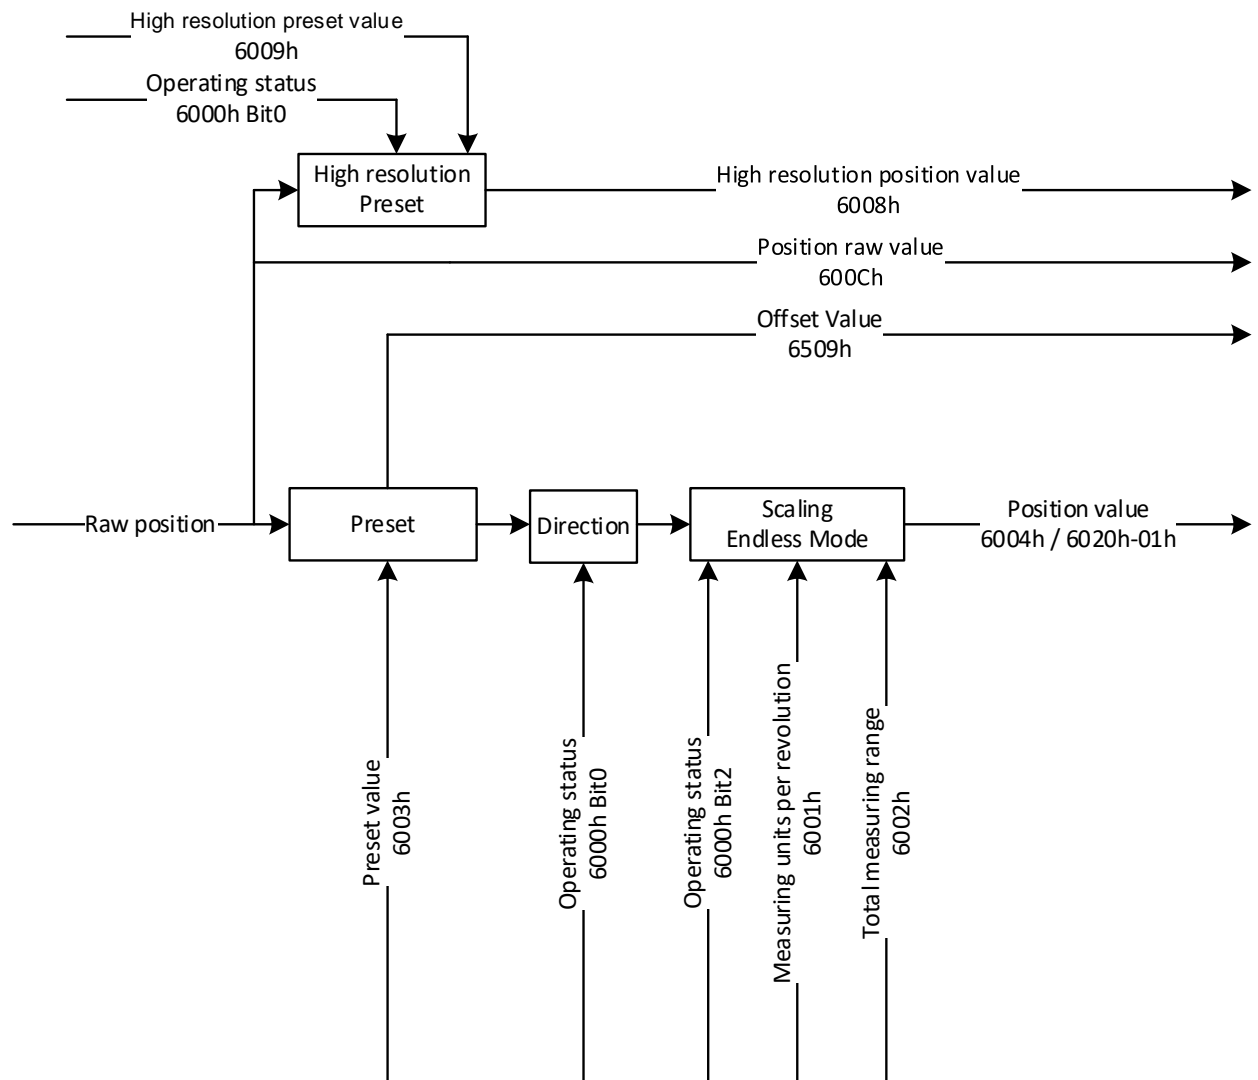 High resolution preset value
6009h
Operating status
6000h Bit0
High resolution
Preset
High resolution position value
6008h
Position raw value
600Ch
Offset Value
6509h
Raw position
Preset
Direction
Scaling
Endless Mode
Position value
6004h / 6020h-01h
Preset value
6003h
Operating status
6000h Bit0
Operating status
6000h Bit2
Measuring units per revolution
6001h
Total measuring range
6002h